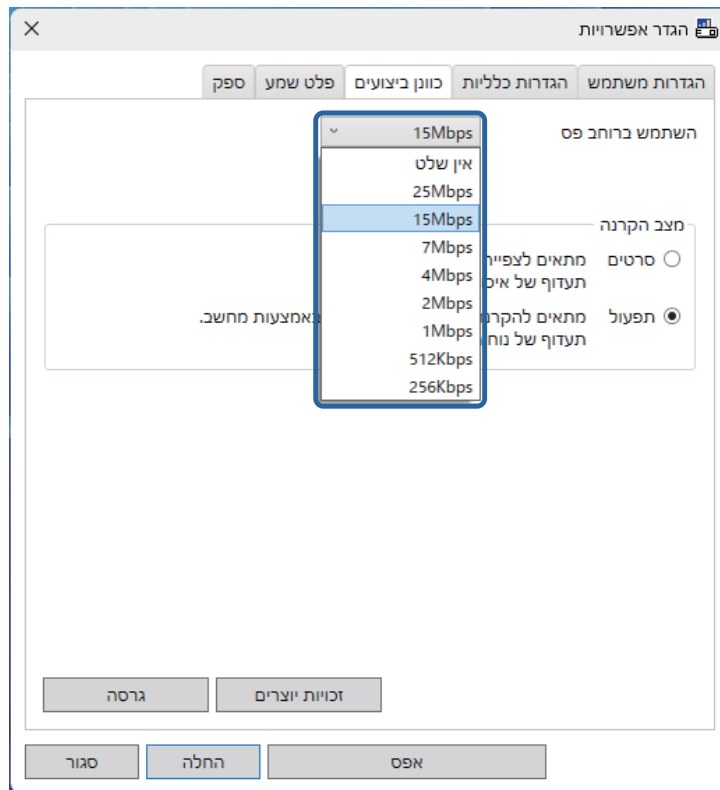 הגדר אפשרויות
הגדרות משתמש הגדרות כלליות כוונן ביצועים פלט שמע ספק
השתמש ברוחב פס 15Mbps
אין שלט
25Mbps
15Mbps
7Mbps
4Mbps
2Mbps
1Mbps
512Kbps
256Kbps
מצב הקרנה
סרטים מתאים לצפייה
תעדוף של
תפעול מתאים להקרנ באמצעות מחשב.
תעדוף של
זכויות יוצרים גרסה
אפס החלה סגור